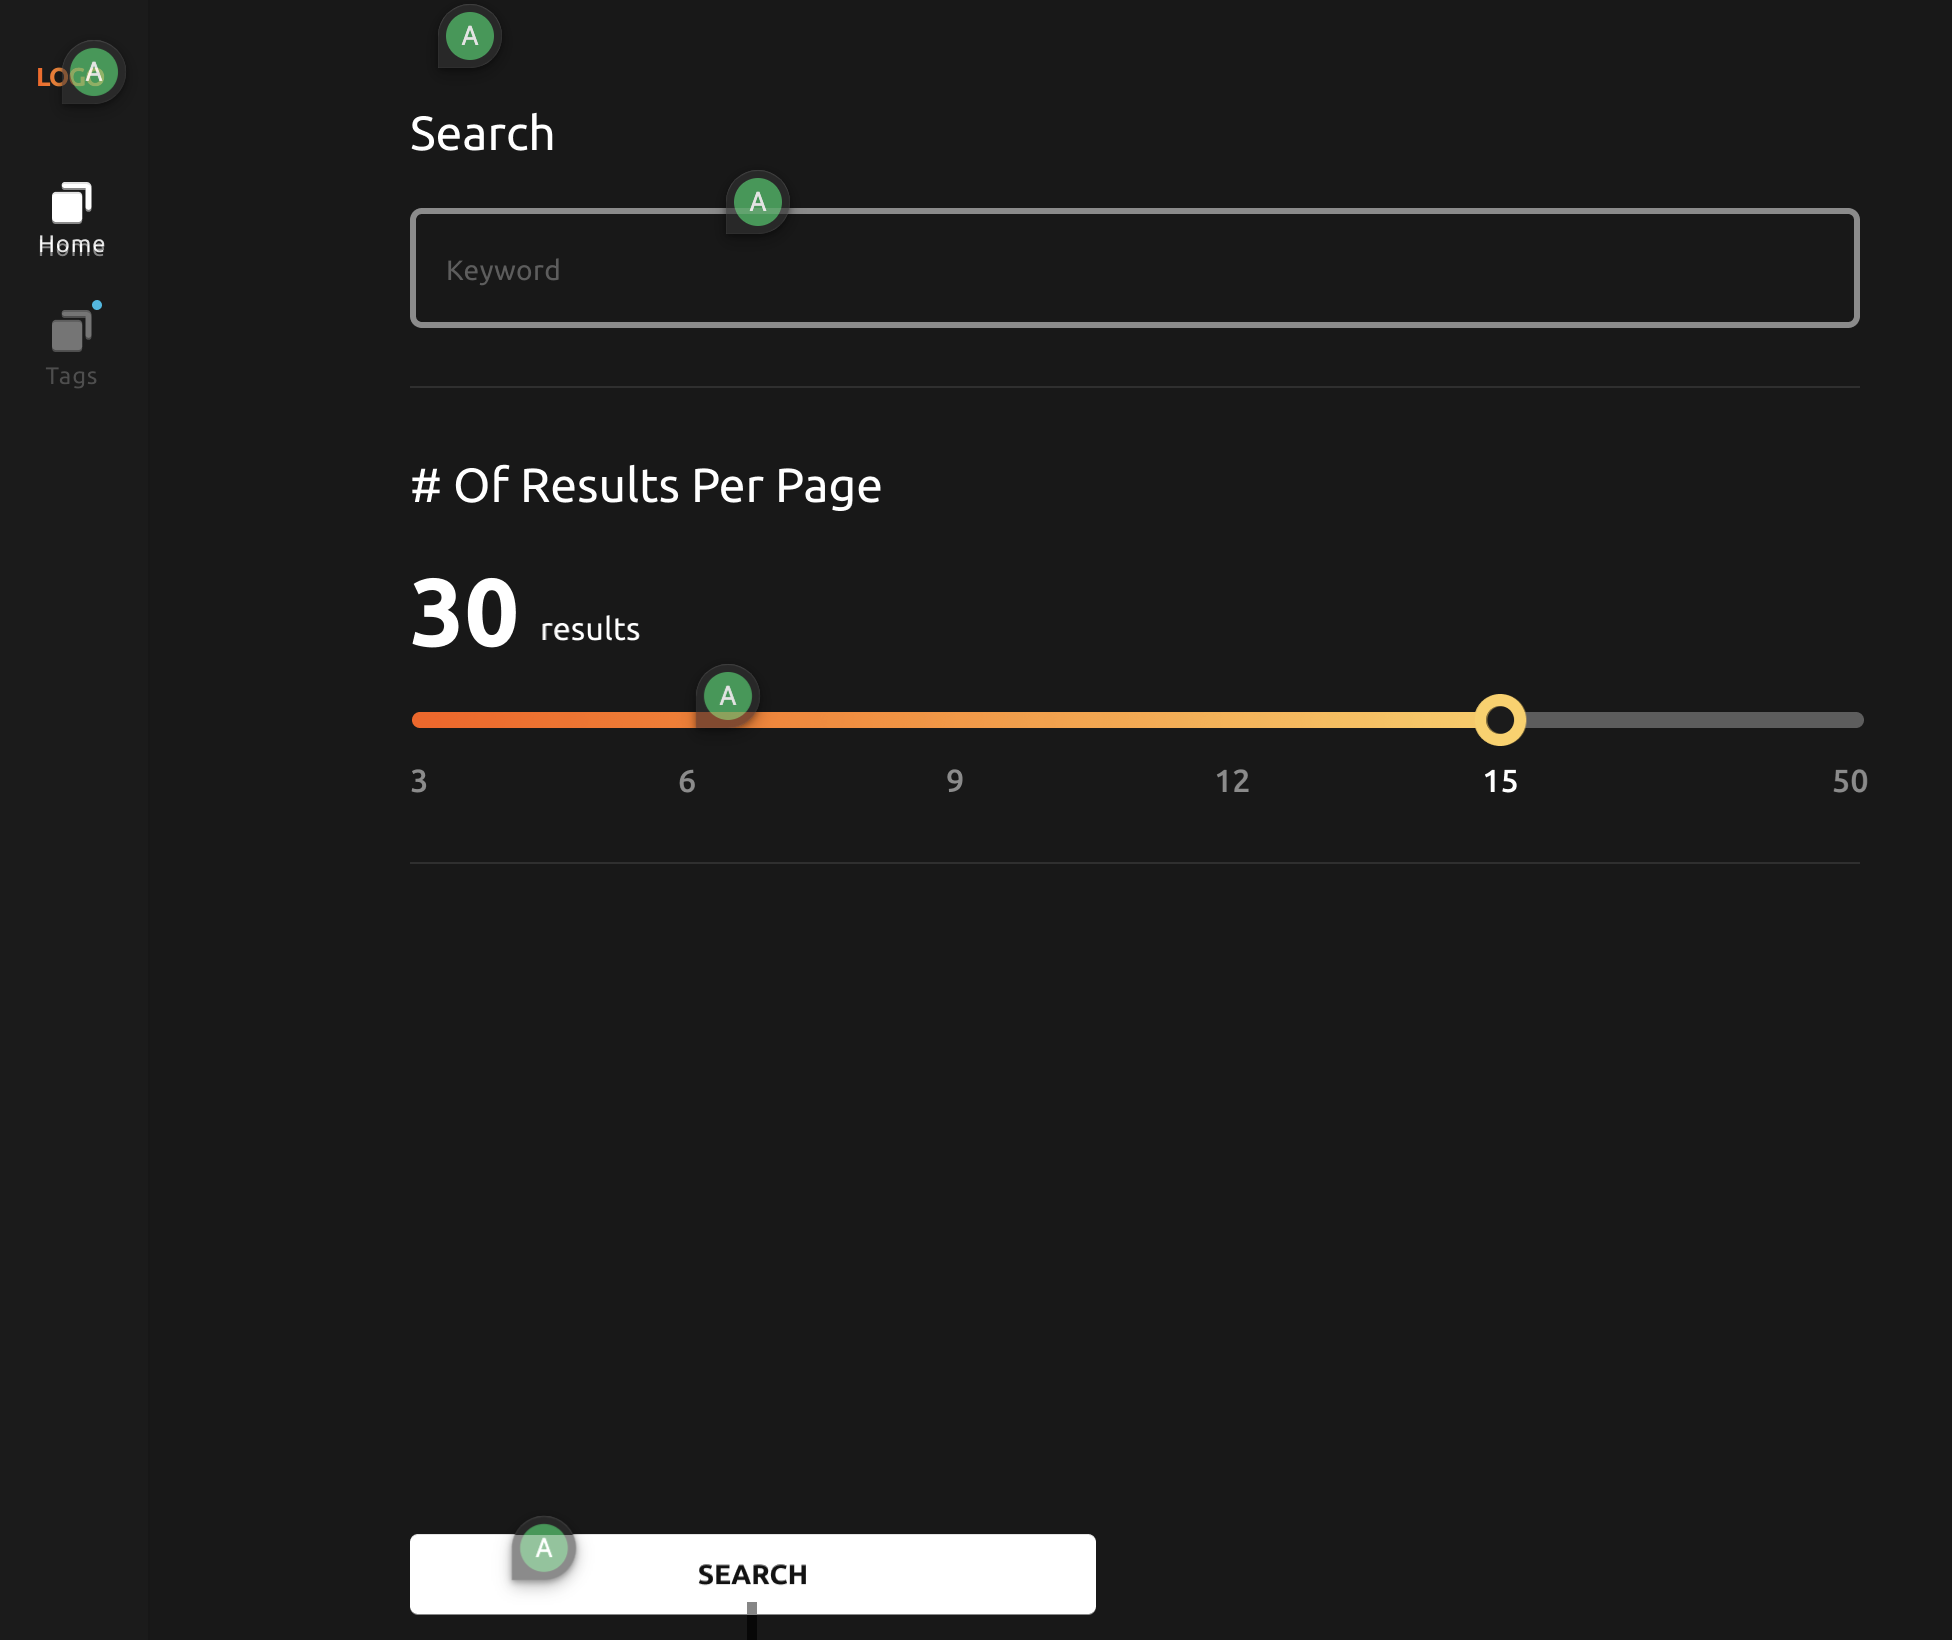 A
LOGO
A
Search
Home
A
Keyword
Tags
# Of Results Per Page
30 results
A
3 6 9 12 15 50
A
SEARCH